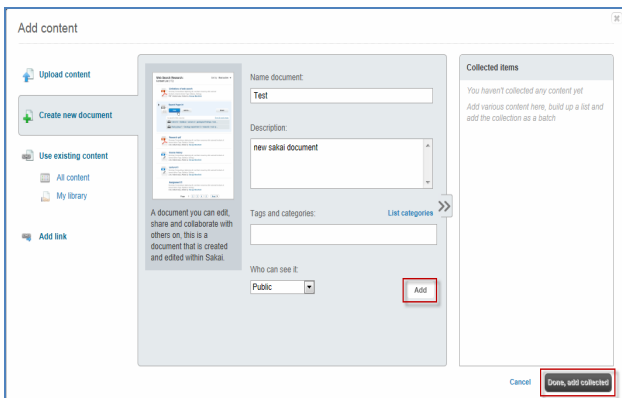 Add content
Upload content
Create new document
Use existing content
All content
My library
Add link
A document you can edit,
share and collaborate with
others on, this is a
document that is created
and edited within Sakai.
Name document:
Test
Description:
new sakai document
Tags and categories:
List categories
Who can see it:
Public
Add
Collected items
You haven't collected any content yet
Add various content here, build up a list and
add the collection as a batch
Cancel
Done, add collected